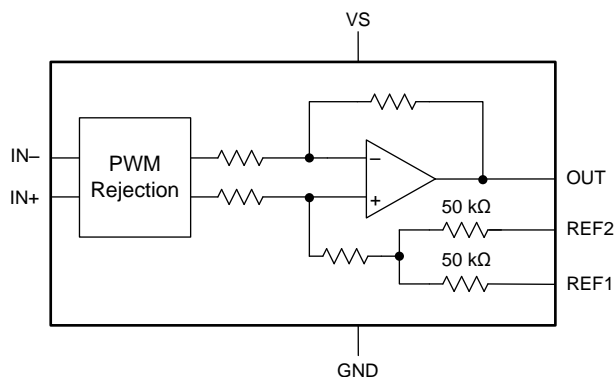 VS
IN–
IN+
PWM
Rejection
–
+
OUT
50 kΩ
REF2
50 kΩ
REF1
GND